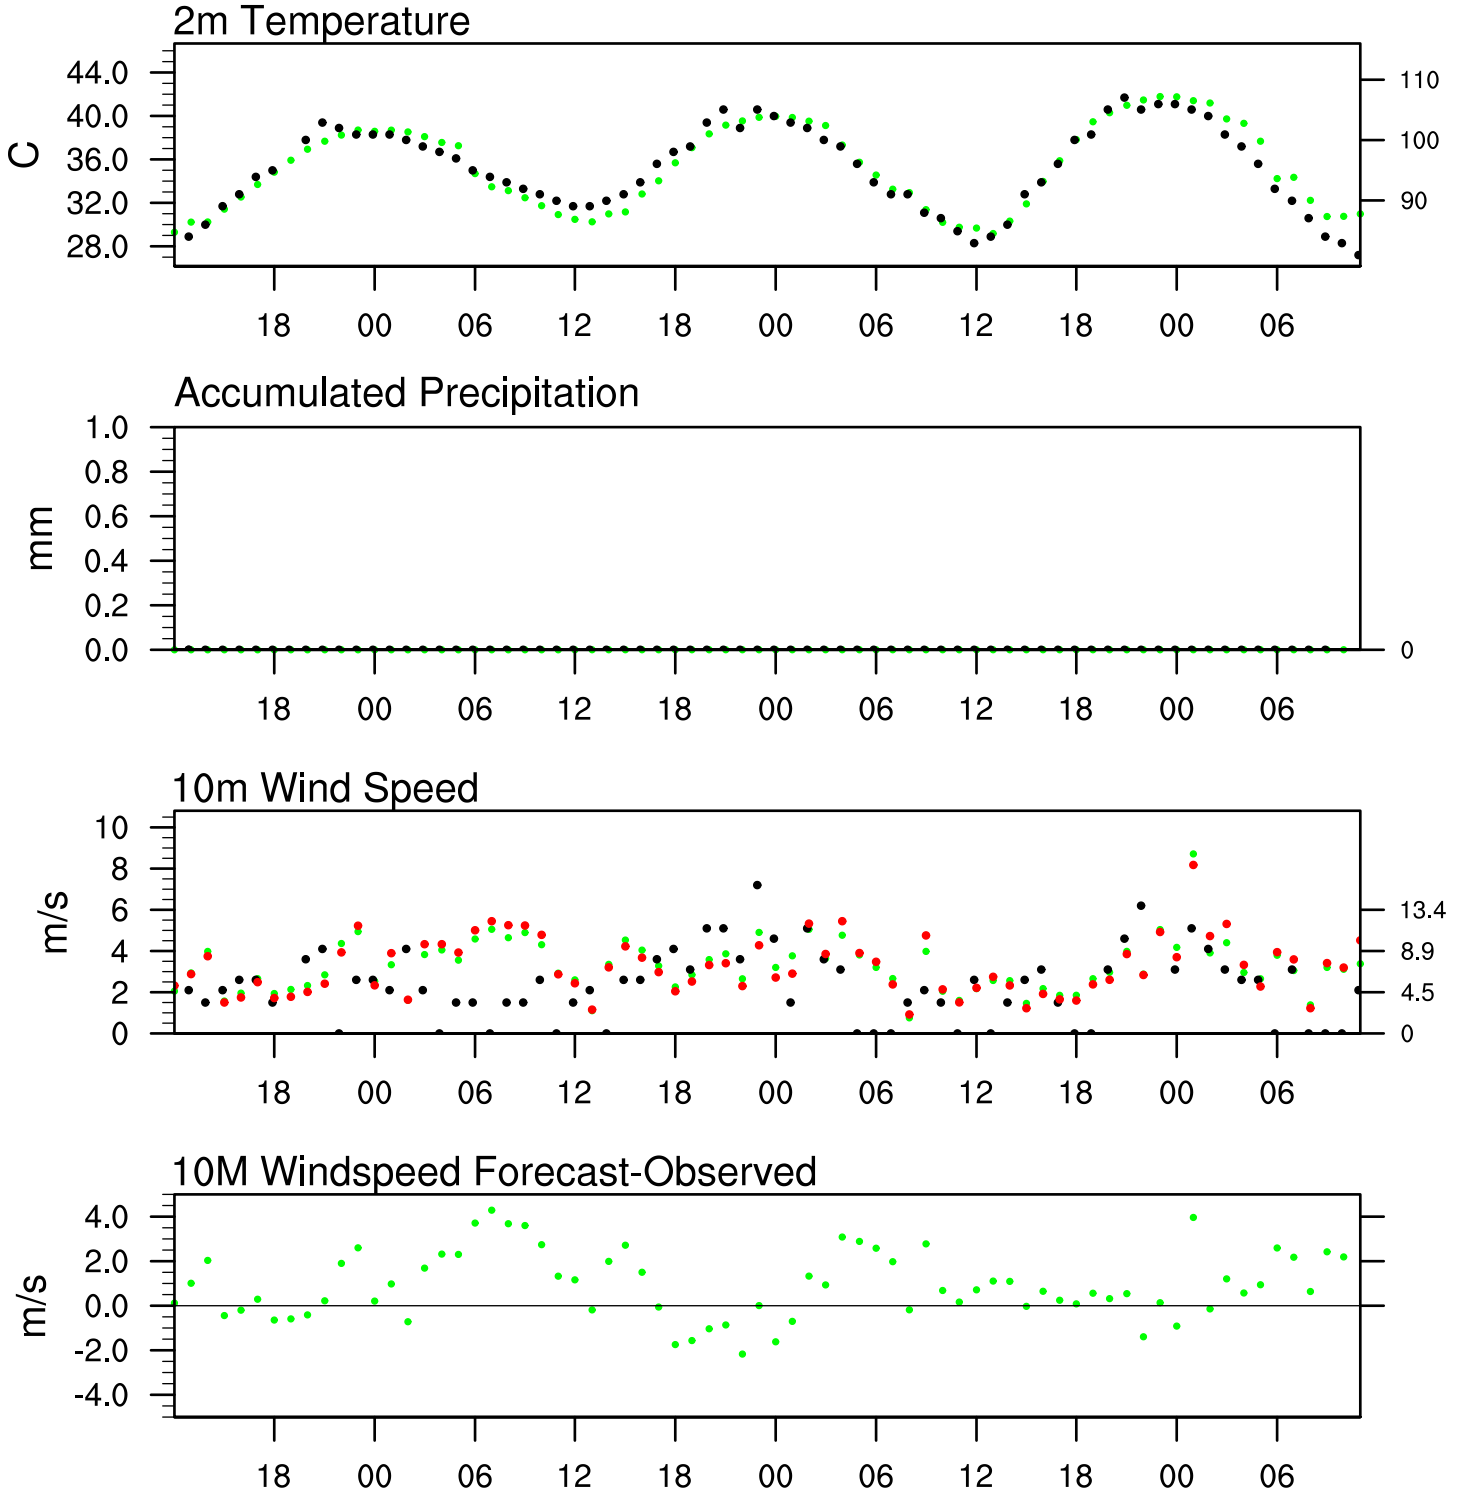 2m Temperature
44.0
40.0
36.0
32.0
28.0
C
110
100
90
18 00 06 12 18 00 06 12 18 00 06
Accumulated Precipitation
1.0
0.8
0.6
0.4
0.2
0.0
mm
0
18 00 06 12 18 00 06 12 18 00 06
10m Wind Speed
10
8
6
4
2
0
m/s
13.4
8.9
4.5
0
18 00 06 12 18 00 06 12 18 00 06
10M Windspeed Forecast-Observed
4.0
2.0
0.0
-2.0
-4.0
m/s
18 00 06 12 18 00 06 12 18 00 06